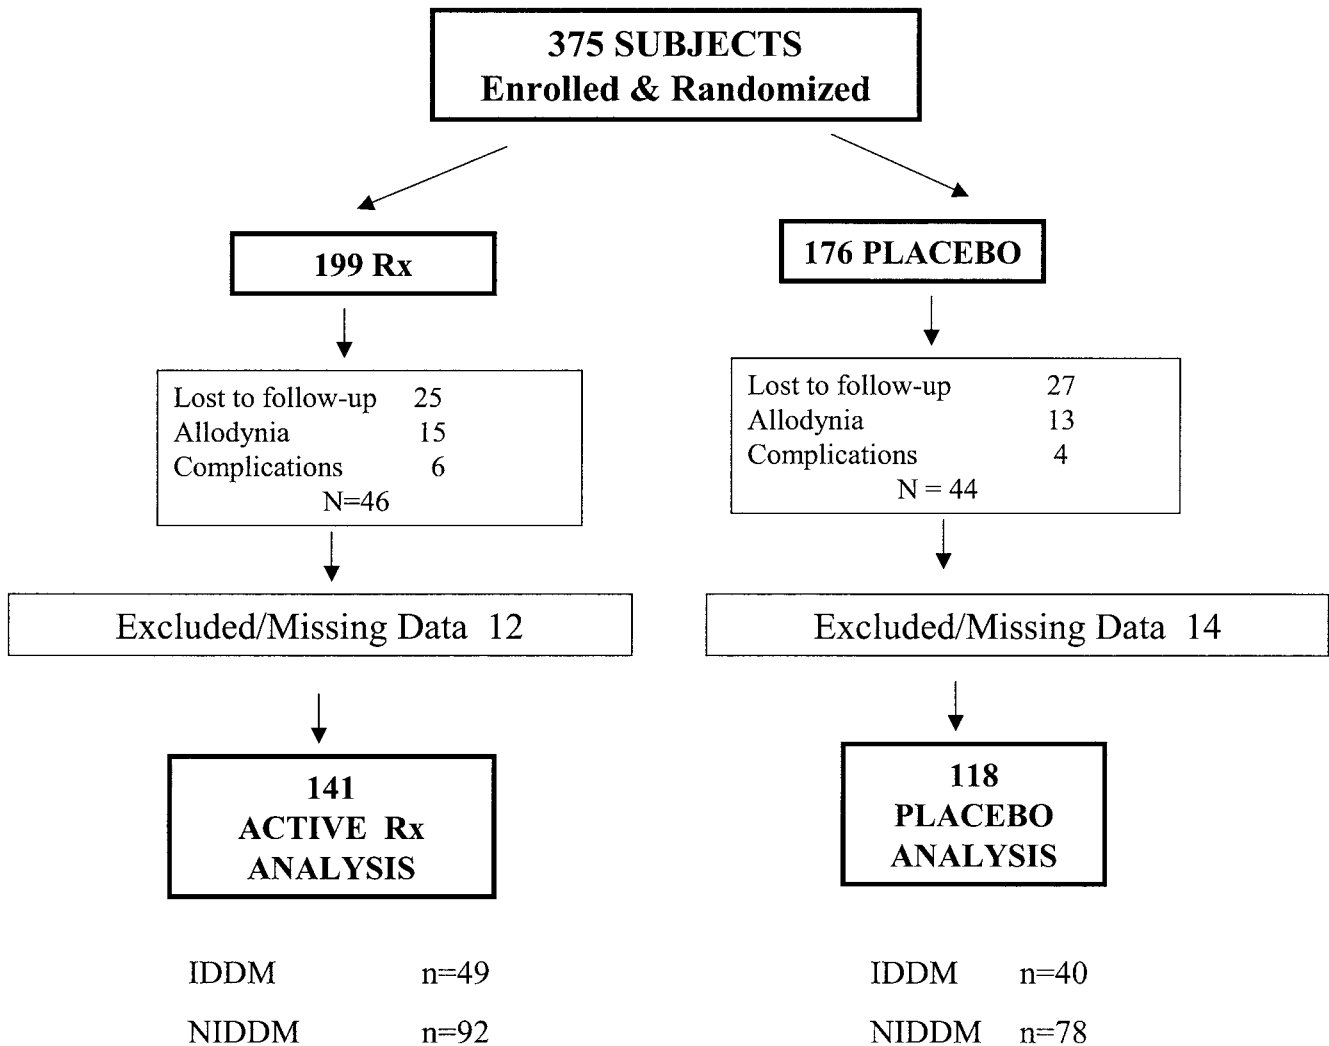 375 SUBJECTS
Enrolled & Randomized
199 Rx
176 PLACEBO
Lost to follow-up 25
Allodynia 15
Complications 6
N=46
Lost to follow-up 27
Allodynia 13
Complications 4
N = 44
Excluded/Missing Data 12
Excluded/Missing Data 14
141
ACTIVE Rx
ANALYSIS
118
PLACEBO
ANALYSIS
IDDM n=49
NIDDM n=92
IDDM n=40
NIDDM n=78